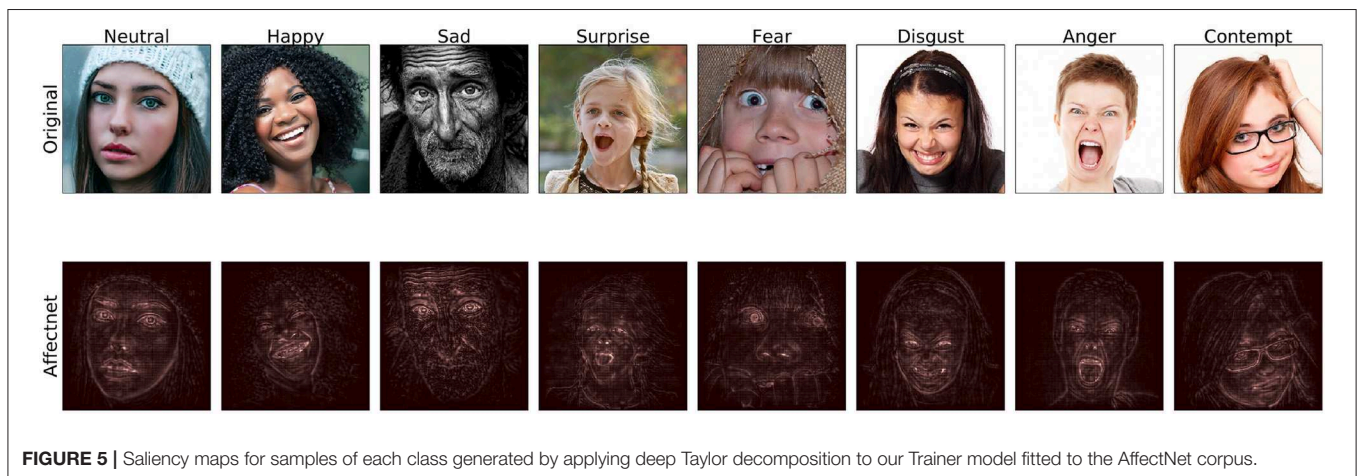 Neutral Happy Sad Surprise Fear Disgust Anger Contempt
Original
Affectnet
FIGURE 5 | Saliency maps for samples of each class generated by applying deep Taylor decomposition to our Trainer model fitted to the AffectNet corpus.